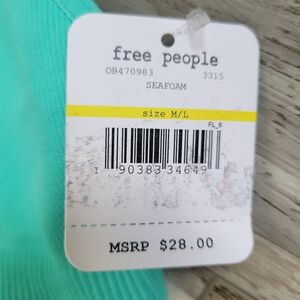 free people
OB470983 3315
SEAFOAM
size M/L
FL_6
1 90383 34649
MSRP $28.00